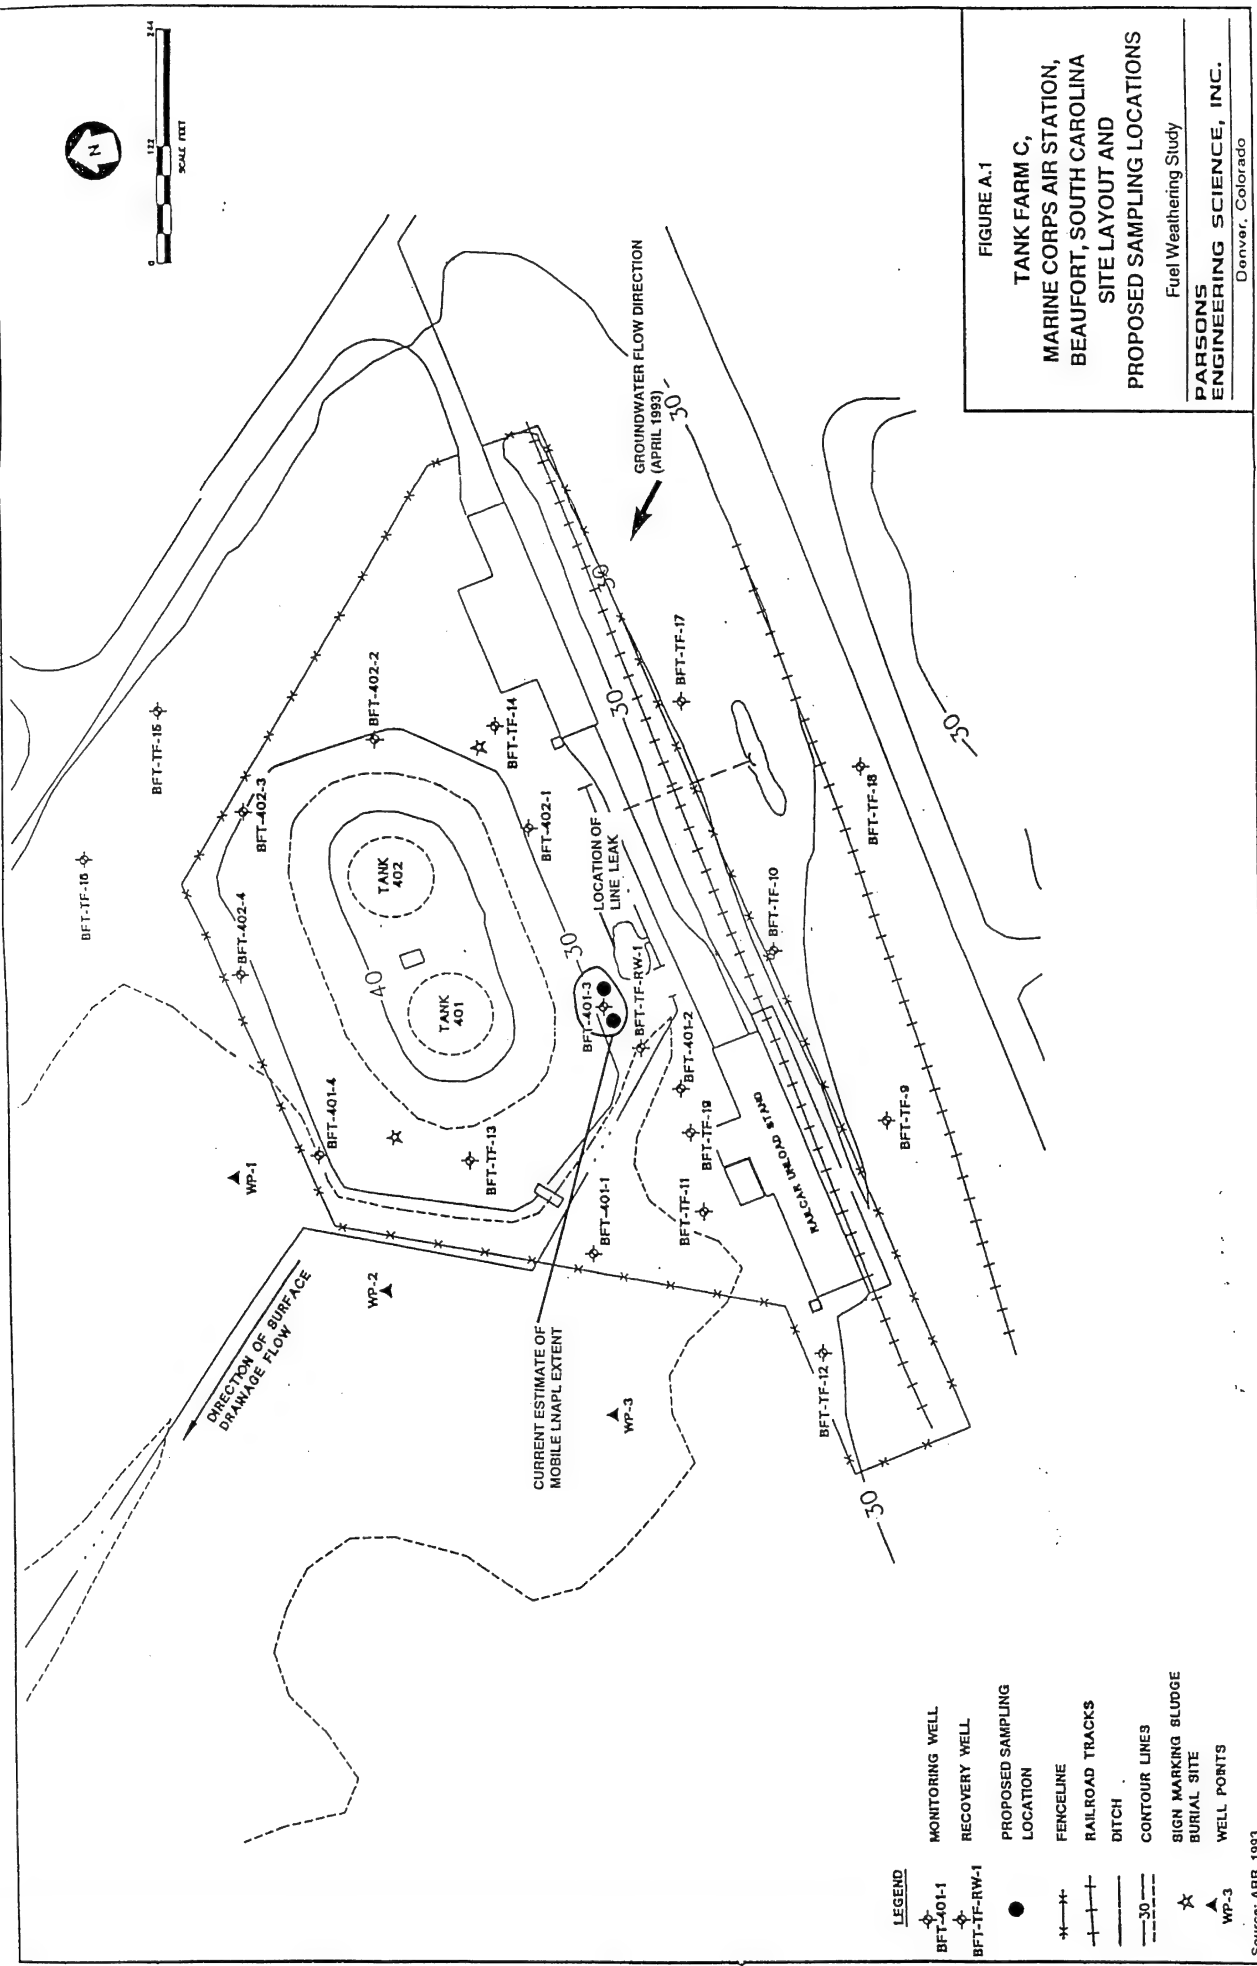 N
0 122 244
SCALE FEET
BFT-TF-15
BFT-TF-16
BFT-402-2
BFT-402-3
BFT-402-4
BFT-TF-14
BFT-402-1
TANK
402
TANK
401
40
30
LOCATION OF
LINE LEAK
BFT-401-3
BFT-TF-RW-1
BFT-401-2
BFT-TF-19
BFT-TF-11
BFT-401-1
BFT-TF-13
BFT-401-4
WP-1
WP-2
WP-3
DIRECTION OF SURFACE
DRAINAGE FLOW
CURRENT ESTIMATE OF
MOBILE LNAPL EXTENT
GROUNDWATER FLOW DIRECTION
(APRIL 1993)
30
30
30
30
30
BFT-TF-17
BFT-TF-18
BFT-TF-10
BFT-TF-9
BFT-TF-12
RAILCAR UNLOAD STAND
LEGEND
BFT-401-1
MONITORING WELL
BFT-TF-RW-1
RECOVERY WELL
PROPOSED SAMPLING
LOCATION
FENCELINE
RAILROAD TRACKS
DITCH
30
CONTOUR LINES
SIGN MARKING SLUDGE
BURIAL SITE
WP-3
WELL POINTS
Source: ABB, 1993
FIGURE A.1
TANK FARM C,
MARINE CORPS AIR STATION,
BEAUFORT, SOUTH CAROLINA
SITE LAYOUT AND
PROPOSED SAMPLING LOCATIONS
Fuel Weathering Study
PARSONS
ENGINEERING SCIENCE, INC.
Denver, Colorado